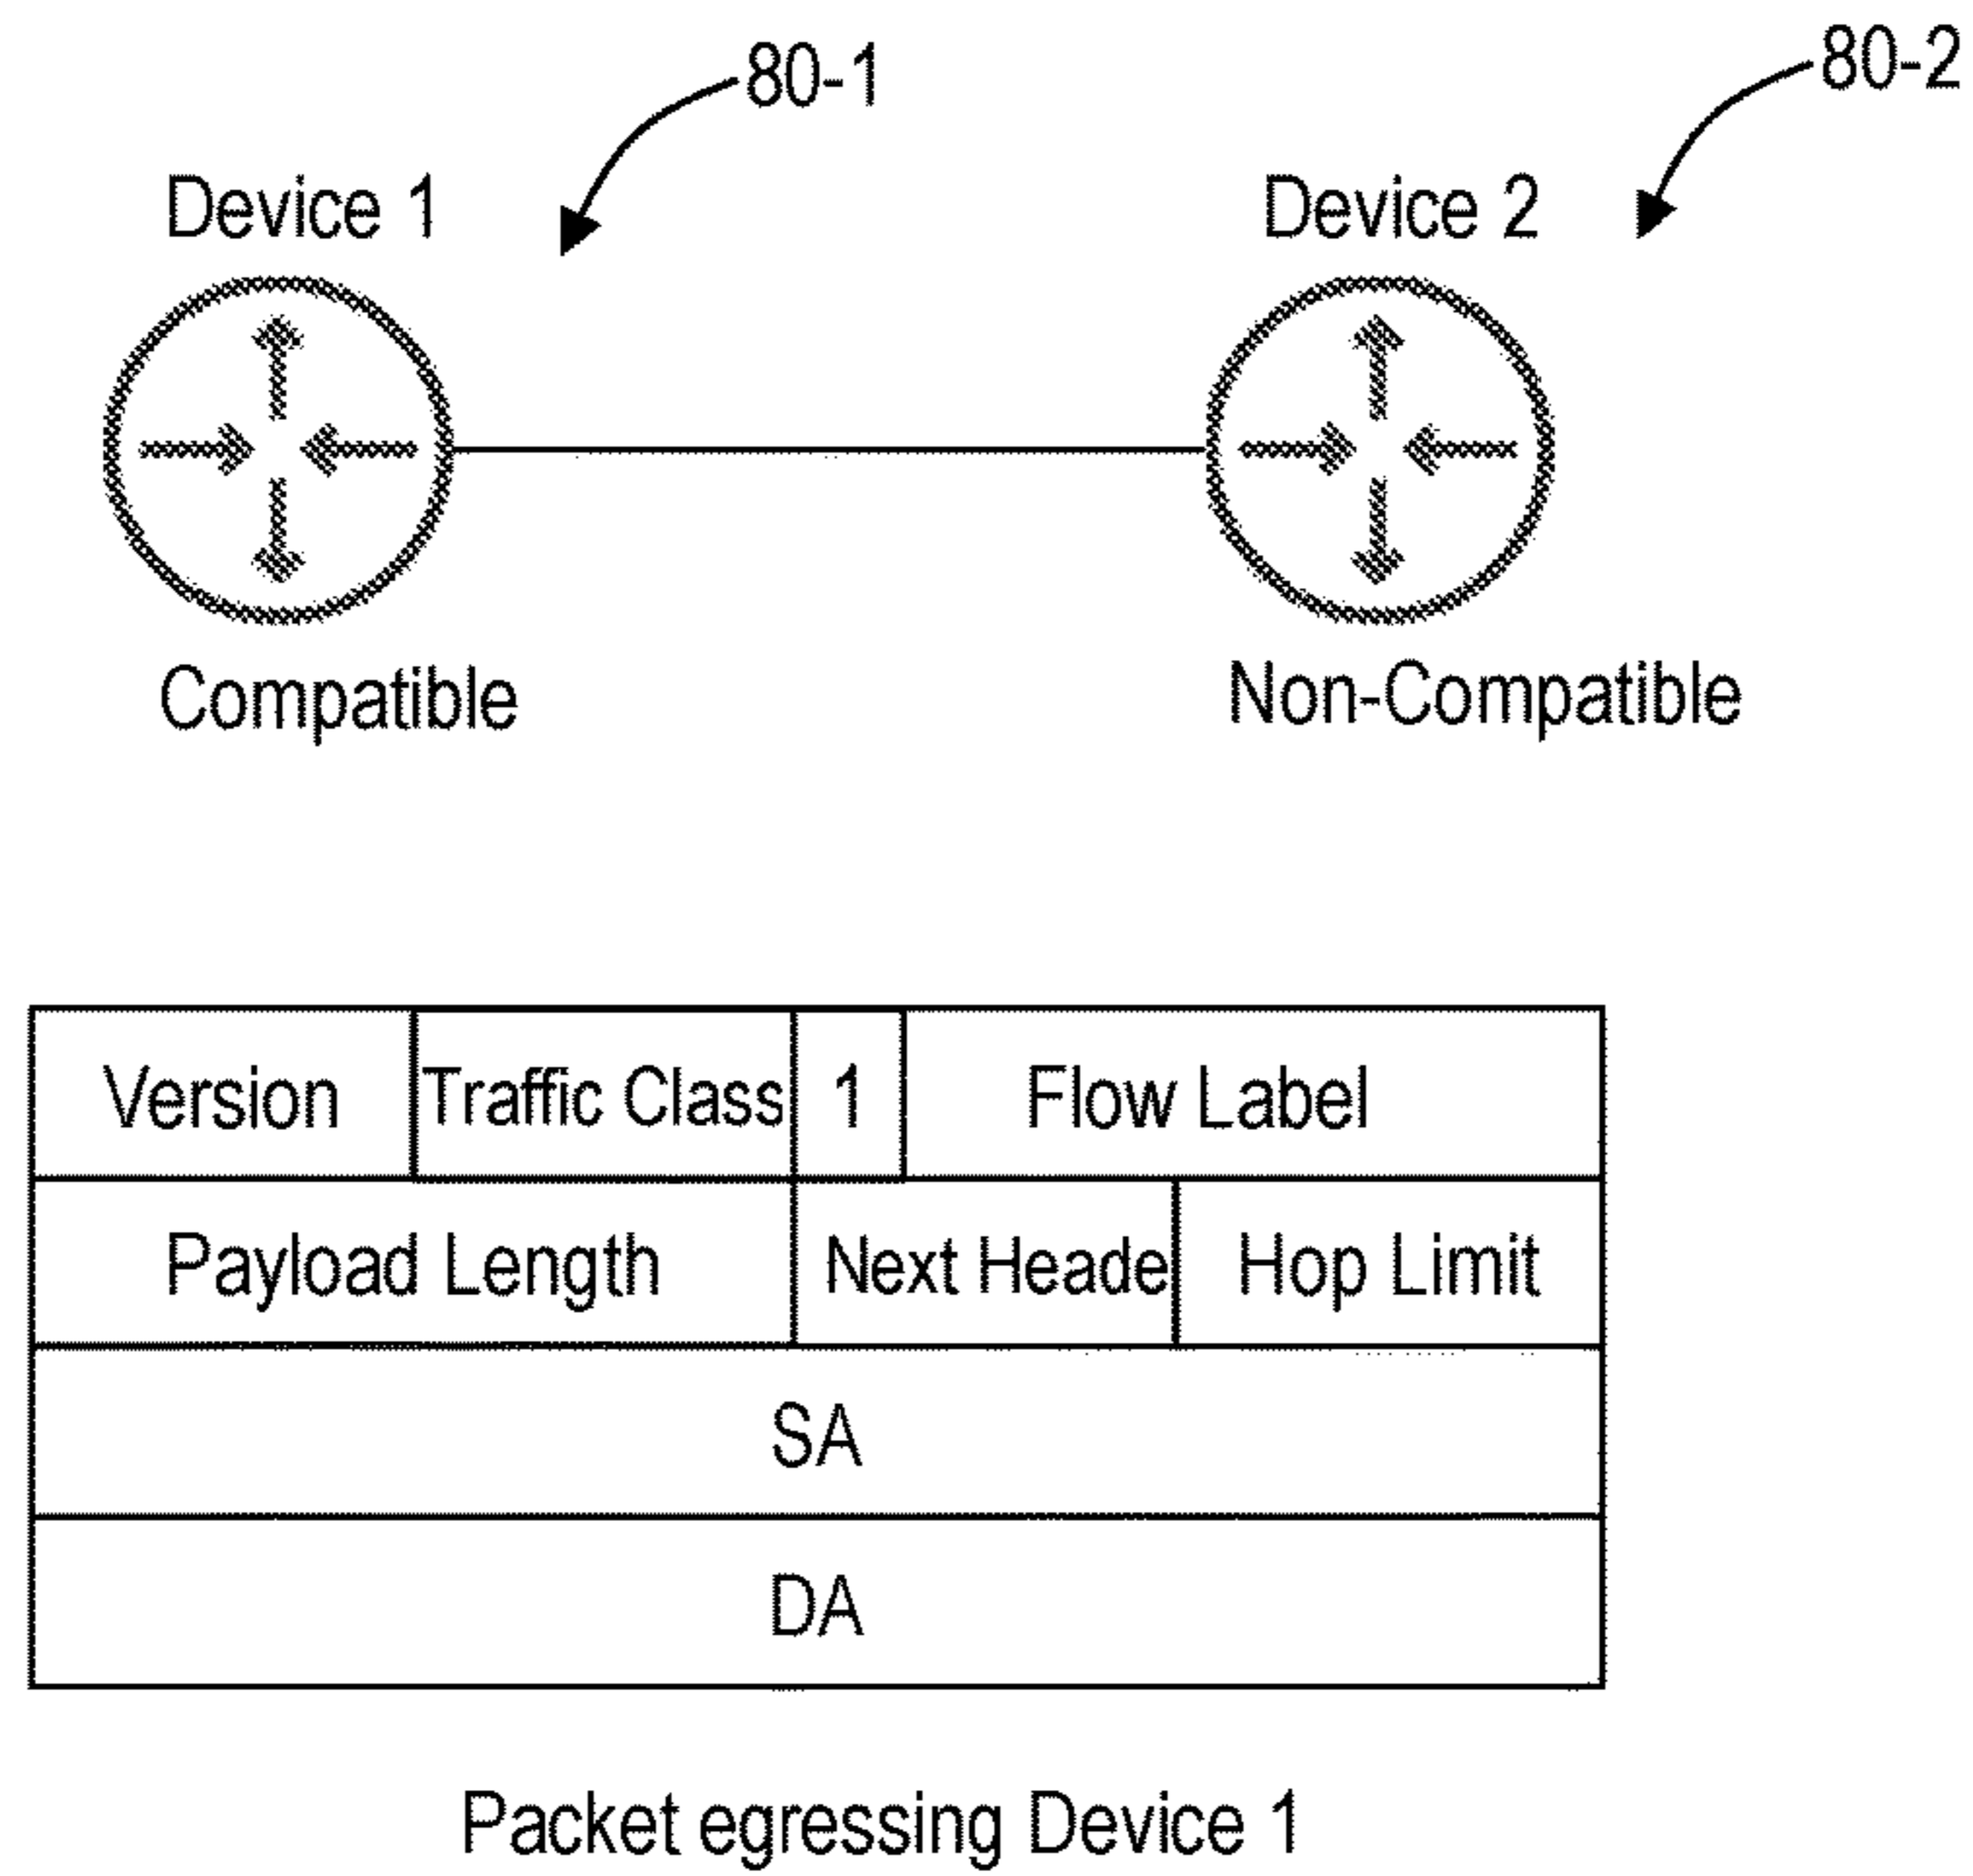 80-1
80-2
Device 1
Device 2
Compatible
Non-Compatible
Version Traffic Class 1 Flow Label
Payload Length Next Heade Hop Limit
SA
DA
Packet egressing Device 1